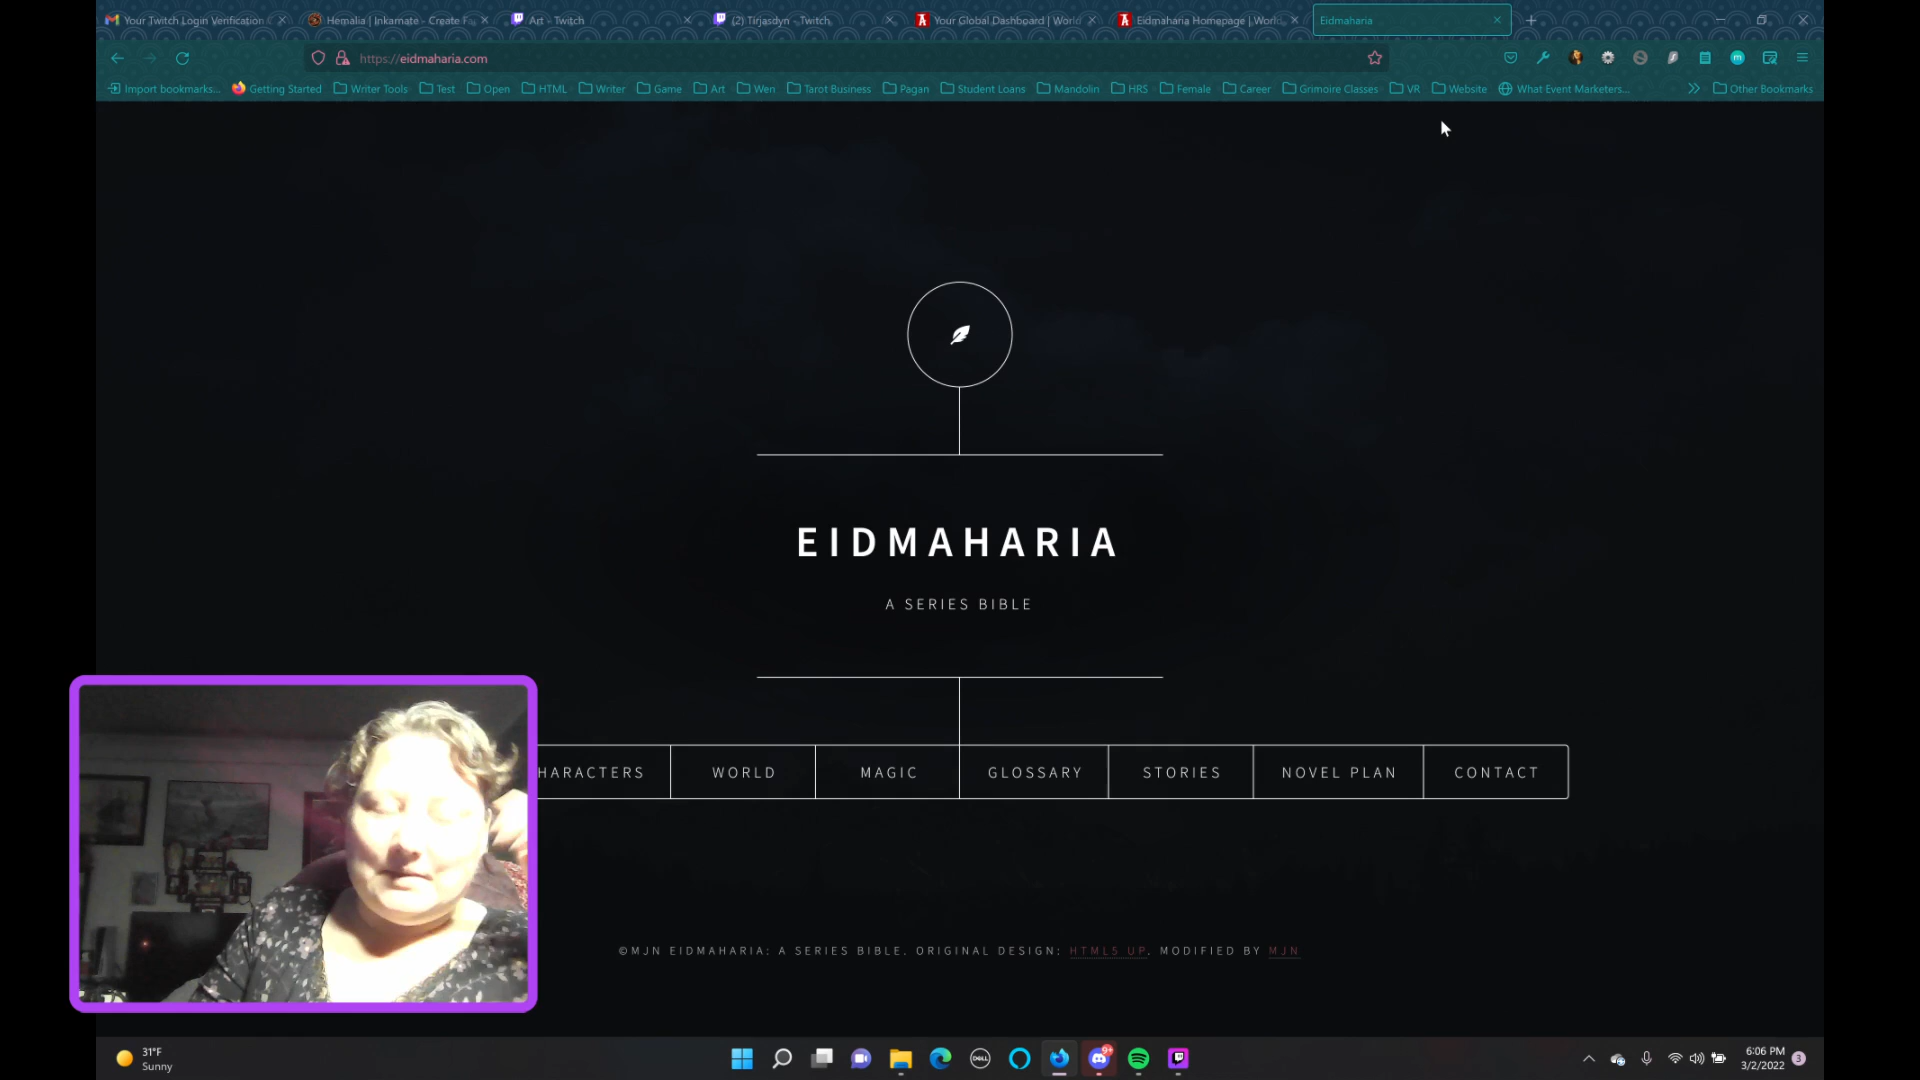 Your Twitch Login Verification
Hemalia | Inkarnate - Create Fa
Art - Twitch
(2) Tirjasdyn - Twitch
Your Global Dashboard | World
Eidmaharia Homepage | World
Eidmaharia
https://eidmaharia.com
Import bookmarks...
Getting Started
Writer Tools
Test
Open
HTML
Writer
Game
Art
Wen
Tarot Business
Pagan
Student Loans
Mandolin
HRS
Female
Career
Grimoire Classes
VR
Website
What Event Marketers...
Other Bookmarks
EIDMAHARIA
A SERIES BIBLE
HARACTERS
WORLD
MAGIC
GLOSSARY
STORIES
NOVEL PLAN
CONTACT
©MJN EIDMAHARIA: A SERIES BIBLE. ORIGINAL DESIGN: HTML5 UP. MODIFIED BY MJN
31°F
Sunny
DELL
9+
6:06 PM
3/2/2022
3